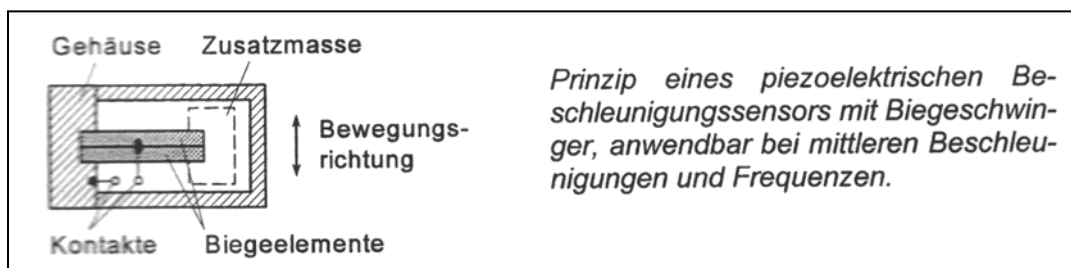 Gehäuse
Zusatzmasse
Bewegungs-
richtung
Kontakte
Biegeelemente
Prinzip eines piezoelektrischen Be-
schleunigungssensors mit Biegeschwin-
ger, anwendbar bei mittleren Beschleu-
nigungen und Frequenzen.